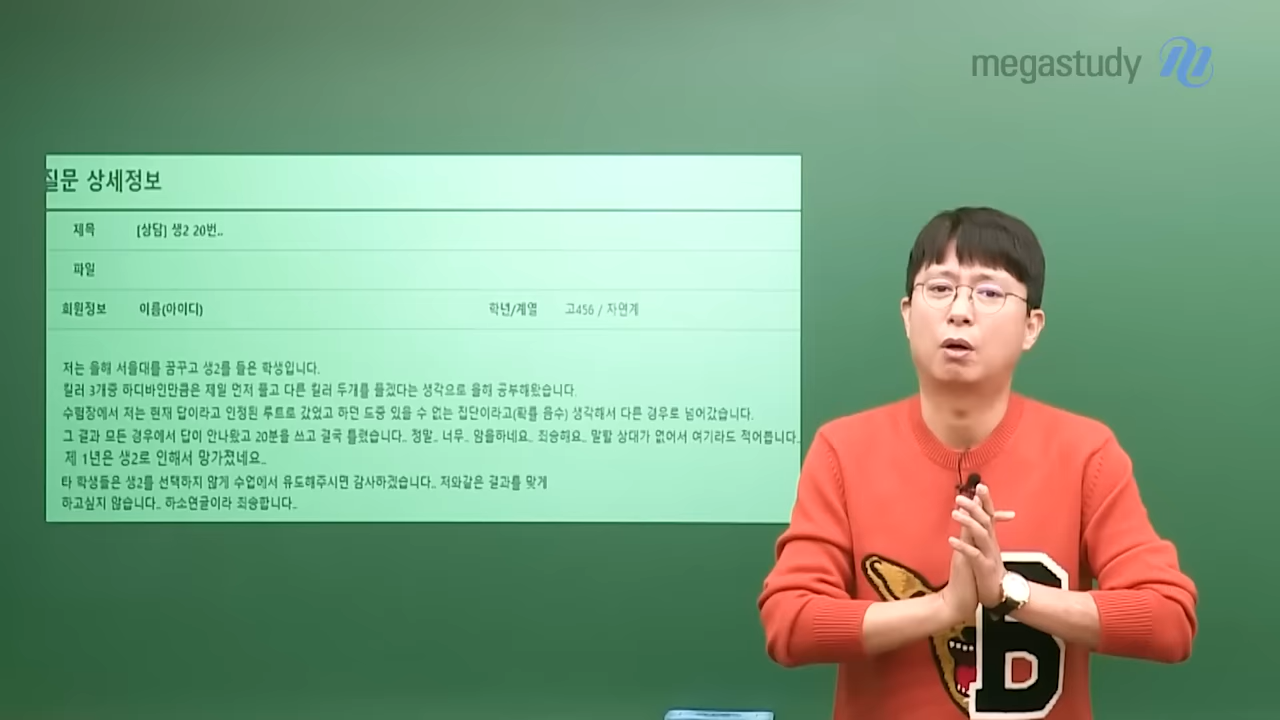 megastudy
질문 상세정보
제목 [상담] 생2 20번..
파일
회원정보 이름(아이디) 학년/계열 고456 / 자연계
저는 올해 서울대를 꿈꾸고 생2를 들은 학생입니다.
킬러 3개중 하디바인만큼은 제일 먼저 풀고 다른 킬러 두개를 들겠다는 생각으로 올해 공부해왔습니다.
수험장에서 저는 현재 답이라고 인정된 루트로 갔었고 하던 도중 있을 수 없는 집단이라고(확률 음수) 생각해서 다른 경우로 넘어갔습니다.
그 결과 모든 경우에서 답이 안나왔고 20분을 쓰고 결국 틀렸습니다.. 정말.. 너무.. 암울하네요.. 죄송해요.. 말할 상대가 없어서 여기라도 적어봅니다..
제 1년은 생2로 인해서 망가졌네요..
타 학생들은 생2를 선택하지 않게 수업에서 유도해주시면 감사하겠습니다.. 저와같은 결과를 맞게
하고싶지 않습니다.. 하소연글이라 죄송합니다..
B